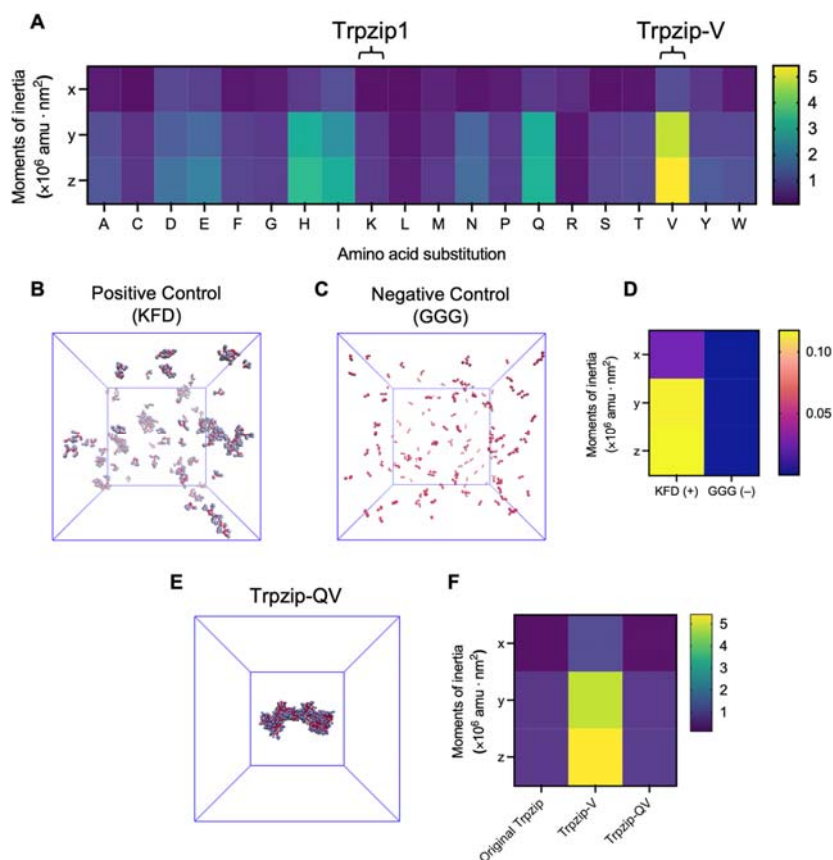 A
Trpzip1
Trpzip-V
Moments of inertia
(×10⁶ amu · nm²)
x
y
z
5
4
3
2
1
A C D E F G H I K L M N P Q R S T V Y W
Amino acid substitution
B
Positive Control
(KFD)
C
Negative Control
(GGG)
D
Moments of inertia
(×10⁶ amu · nm²)
x
y
z
0.10
0.05
KFD (+) GGG (–)
E
Trpzip-QV
F
Moments of inertia
(×10⁶ amu · nm²)
x
y
z
5
4
3
2
1
Original Trpzip
Trpzip-V
Trpzip-QV